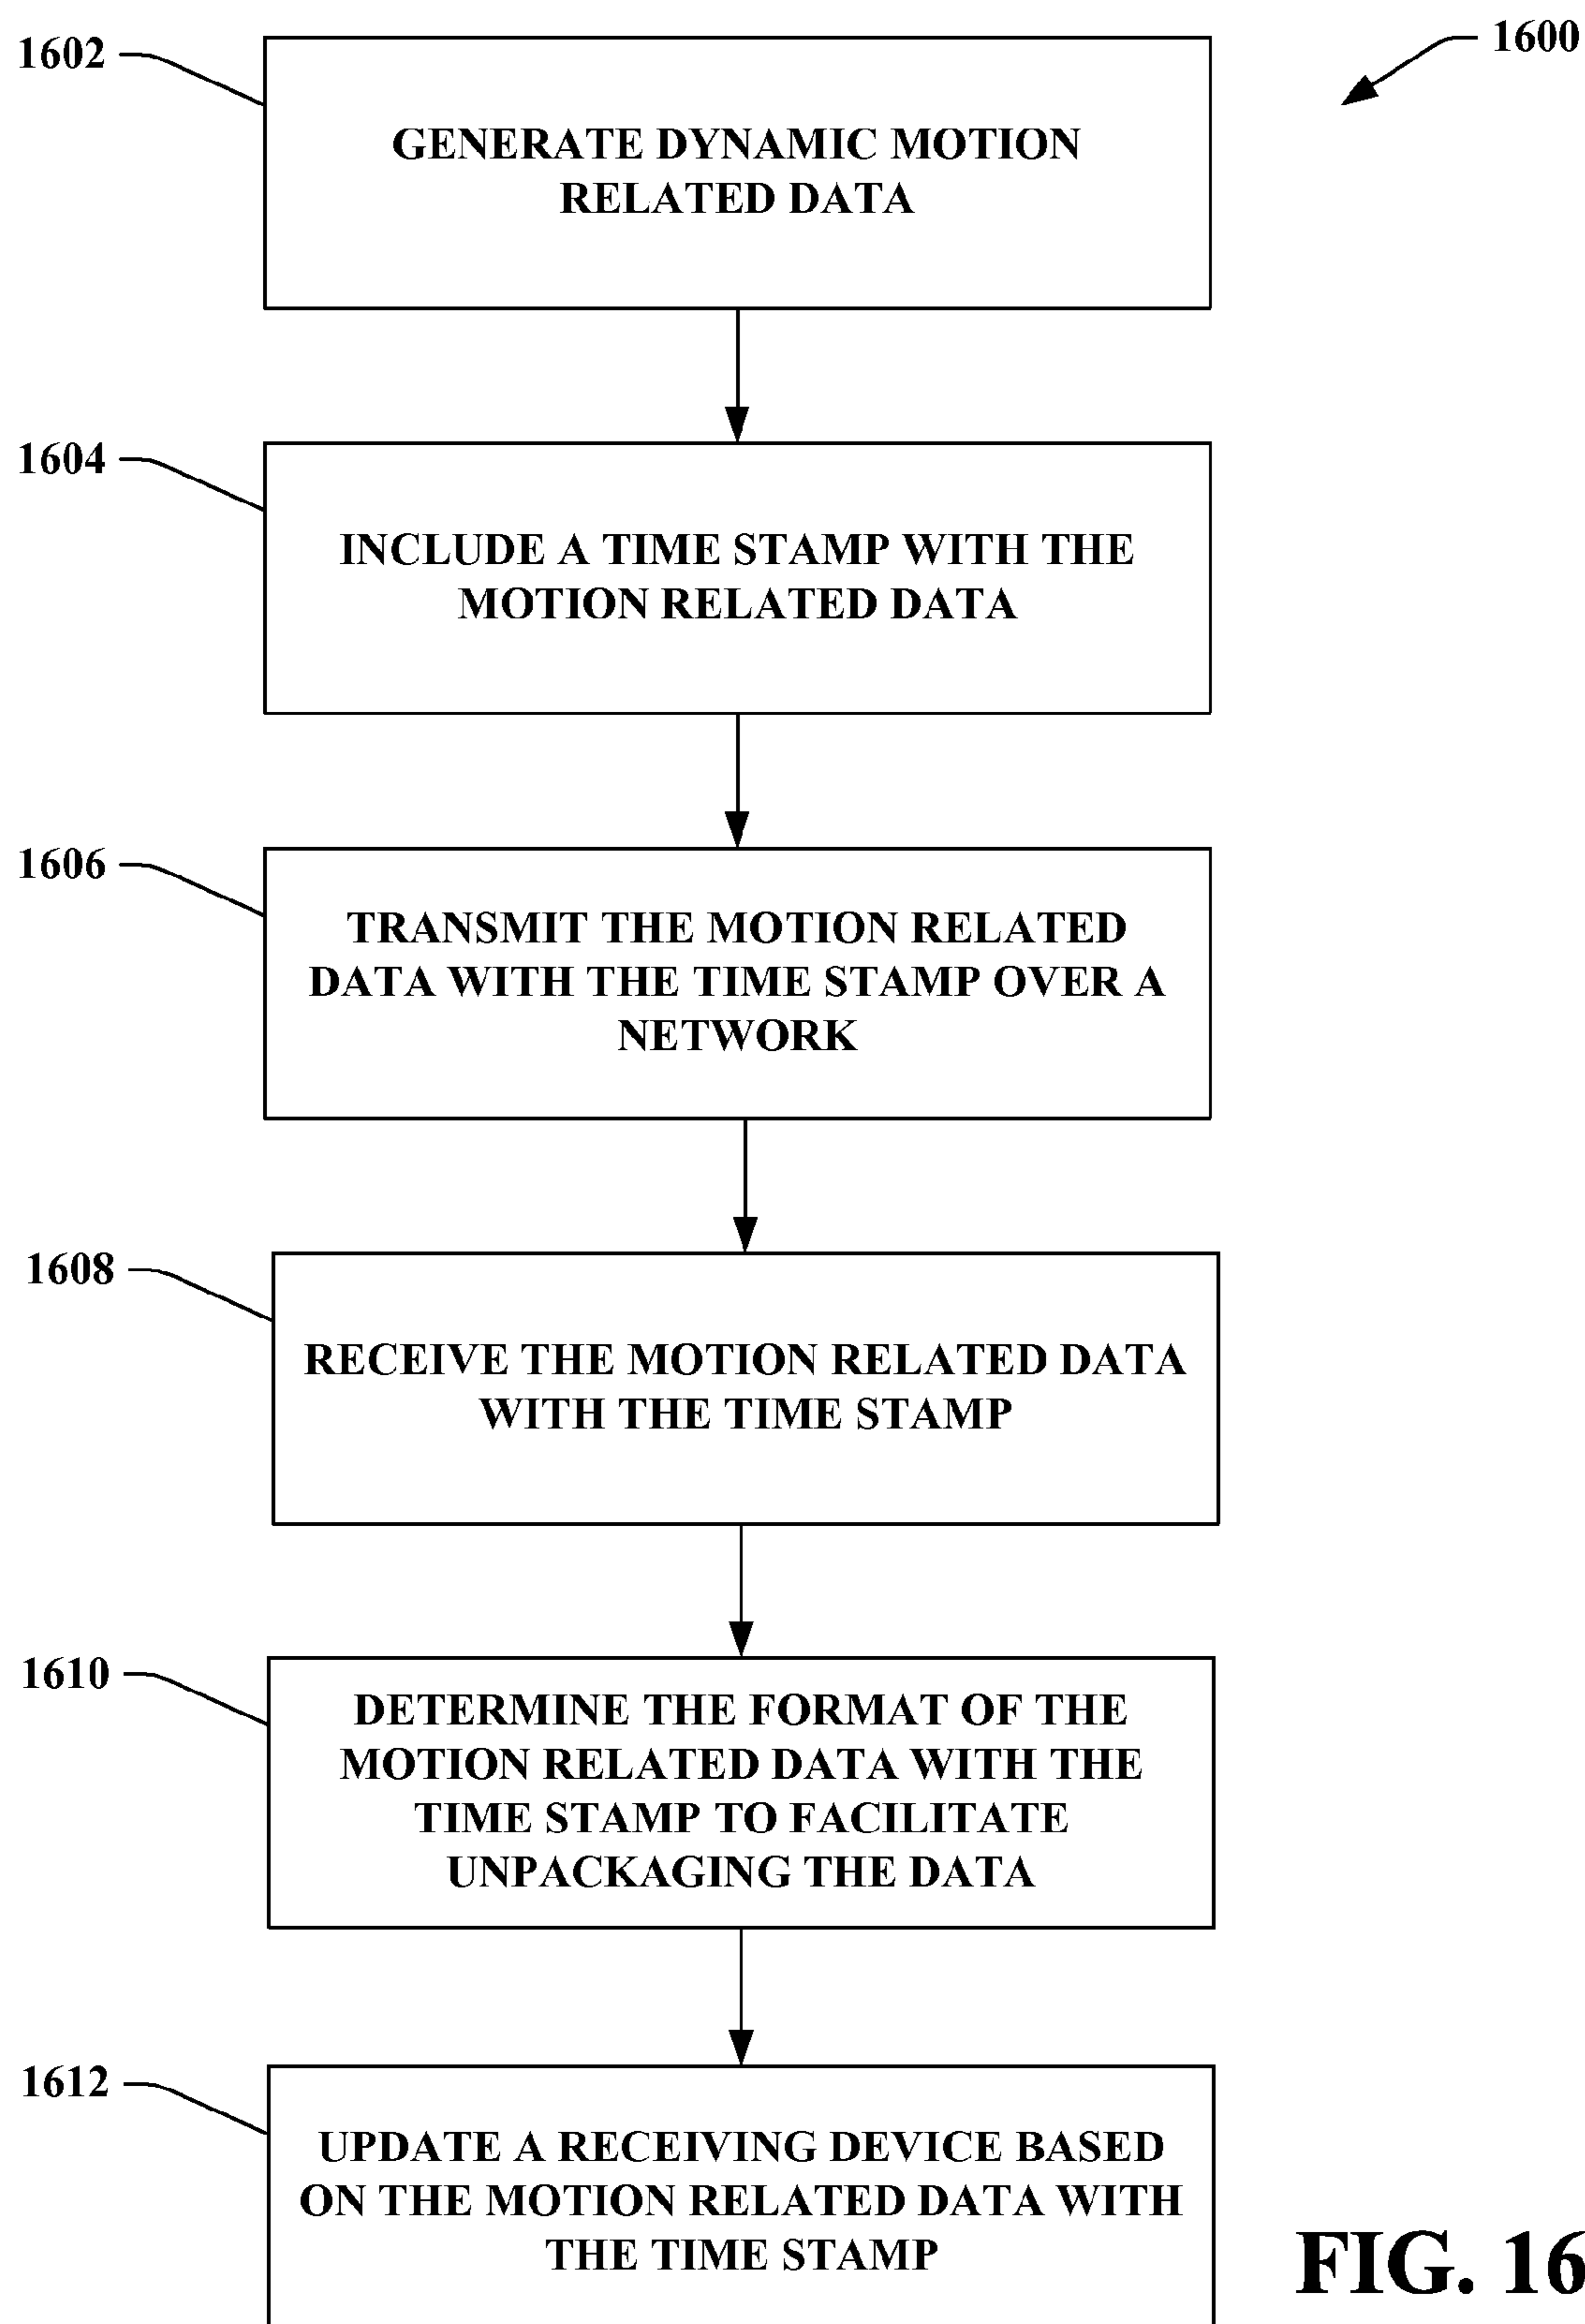 1600
1602
GENERATE DYNAMIC MOTION
RELATED DATA
1604
INCLUDE A TIME STAMP WITH THE
MOTION RELATED DATA
1606
TRANSMIT THE MOTION RELATED
DATA WITH THE TIME STAMP OVER A
NETWORK
1608
RECEIVE THE MOTION RELATED DATA
WITH THE TIME STAMP
1610
DETERMINE THE FORMAT OF THE
MOTION RELATED DATA WITH THE
TIME STAMP TO FACILITATE
UNPACKAGING THE DATA
1612
UPDATE A RECEIVING DEVICE BASED
ON THE MOTION RELATED DATA WITH
THE TIME STAMP
FIG. 16